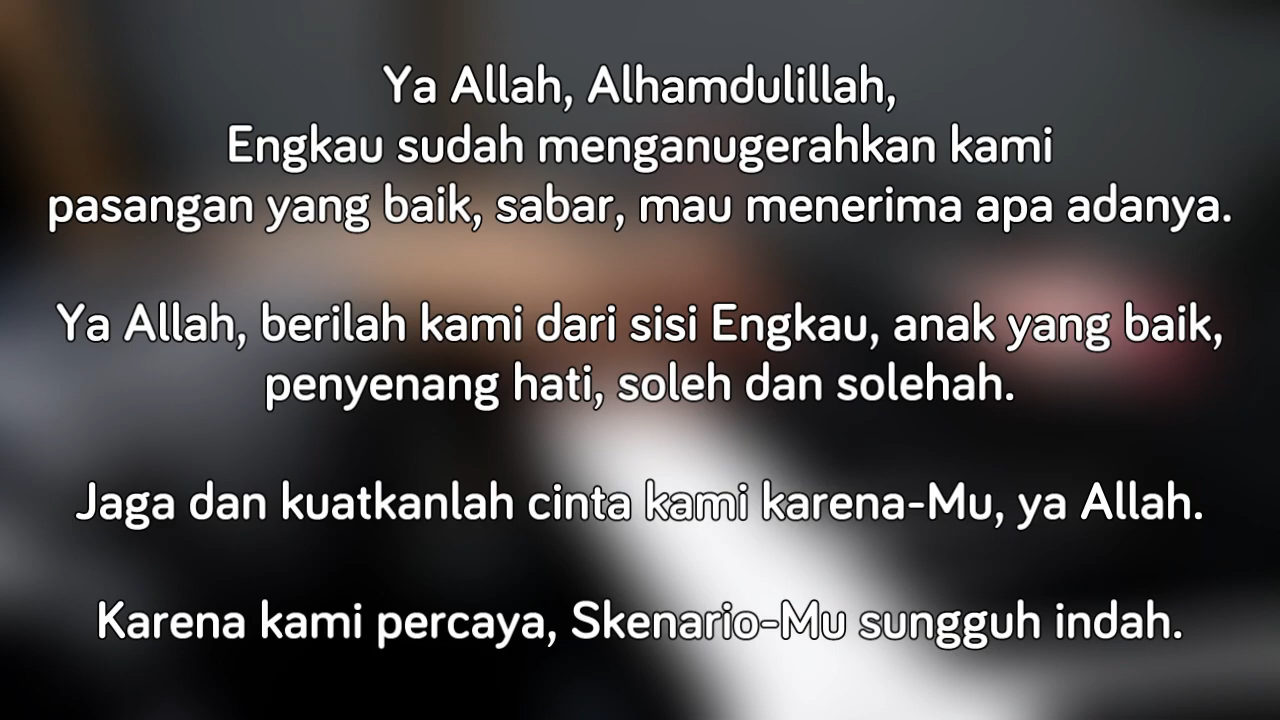 Ya Allah, Alhamdulillah,
Engkau sudah menganugerahkan kami
pasangan yang baik, sabar, mau menerima apa adanya.
Ya Allah, berilah kami dari sisi Engkau, anak yang baik,
penyenang hati, soleh dan solehah.
Jaga dan kuatkanlah cinta kami karena-Mu, ya Allah.
Karena kami percaya, Skenario-Mu sungguh indah.